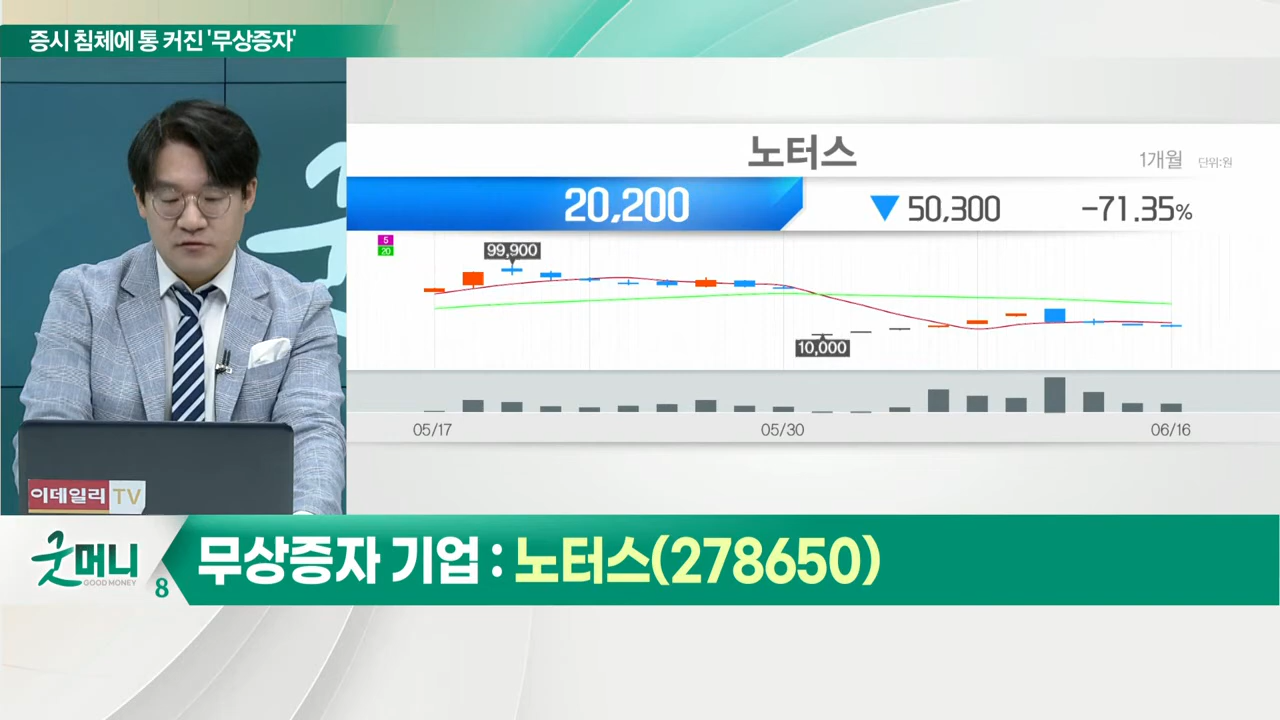 증시 침체에 통 커진 '무상증자'
노터스
1개월 단위:원
20,200 ▼ 50,300 -71.35%
5
20
99,900
10,000
05/17 05/30 06/16
이데일리 TV
굿머니
GOOD MONEY
8
무상증자 기업 : 노터스(278650)